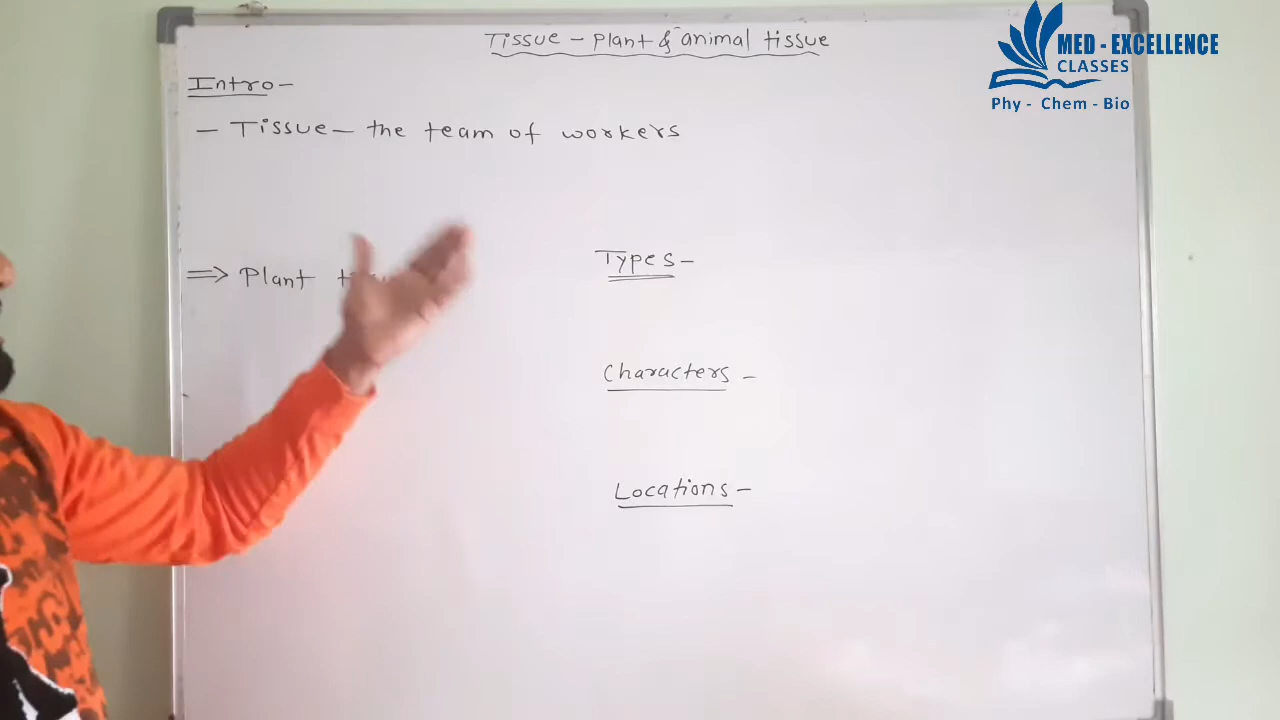 Tissue - Plant & animal tissue
MED - EXCELLENCE
CLASSES
Phy - Chem - Bio
Intro -
- Tissue - the team of workers
⇒ Plant
Types -
Characters -
Locations -